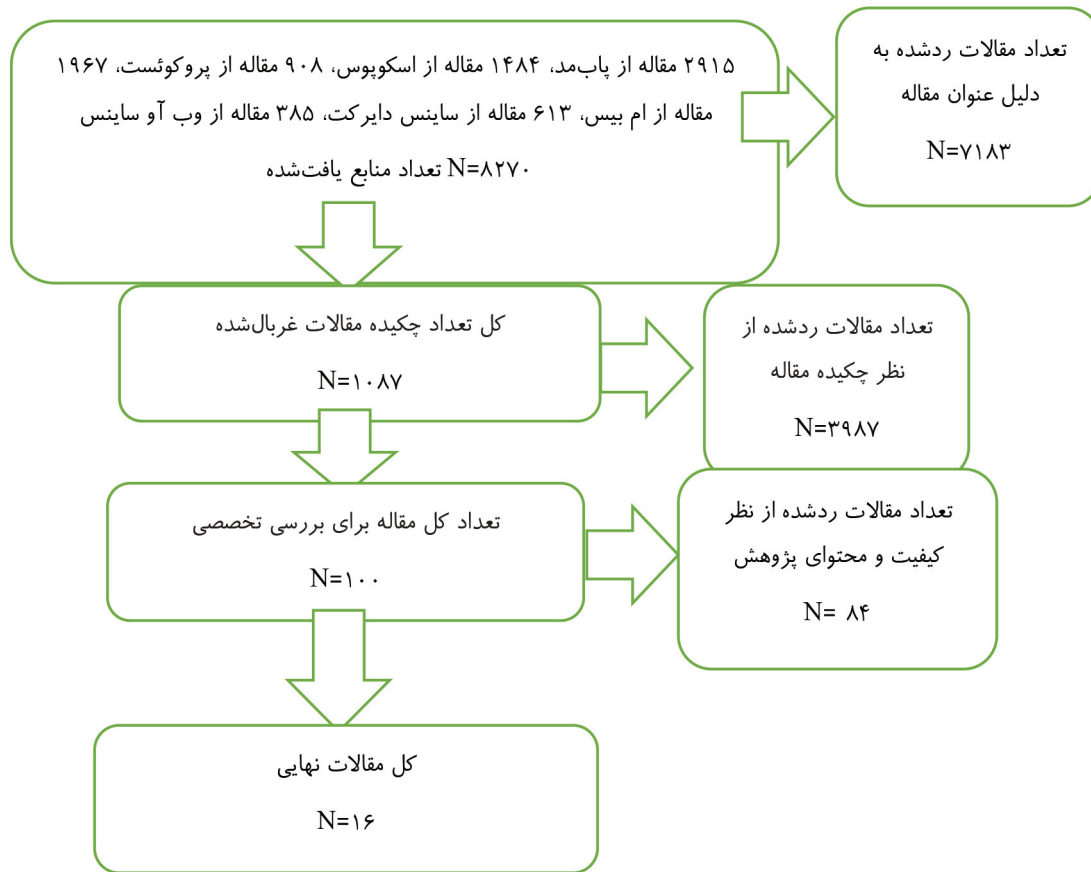 ۲۹۱۵ مقاله از پاب‌مد، ۱۴۸۴ مقاله از اسکوپوس، ۹۰۸ مقاله از پروکوئست، ۱۹۶۷
مقاله از ام بیس، ۶۱۳ مقاله از ساینس دایرکت، ۳۸۵ مقاله از وب آو ساینس
N=۸۲۷۰ تعداد منابع یافت‌شده
تعداد مقالات ردشده به
دلیل عنوان مقاله
N=۷۱۸۳
کل تعداد چکیده مقالات غربال‌شده
N=۱۰۸۷
تعداد مقالات ردشده از
نظر چکیده مقاله
N=۳۹۸۷
تعداد کل مقاله برای بررسی تخصصی
N=۱۰۰
تعداد مقالات ردشده از نظر
کیفیت و محتوای پژوهش
N= ۸۴
کل مقالات نهایی
N=۱۶